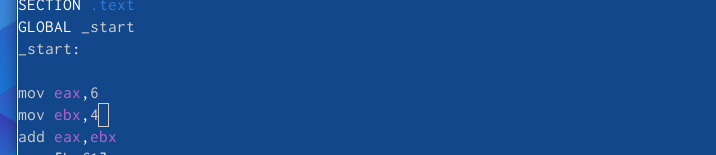 SECTION .text
GLOBAL _start
_start:
mov eax,6
mov ebx,4
add eax,ebx